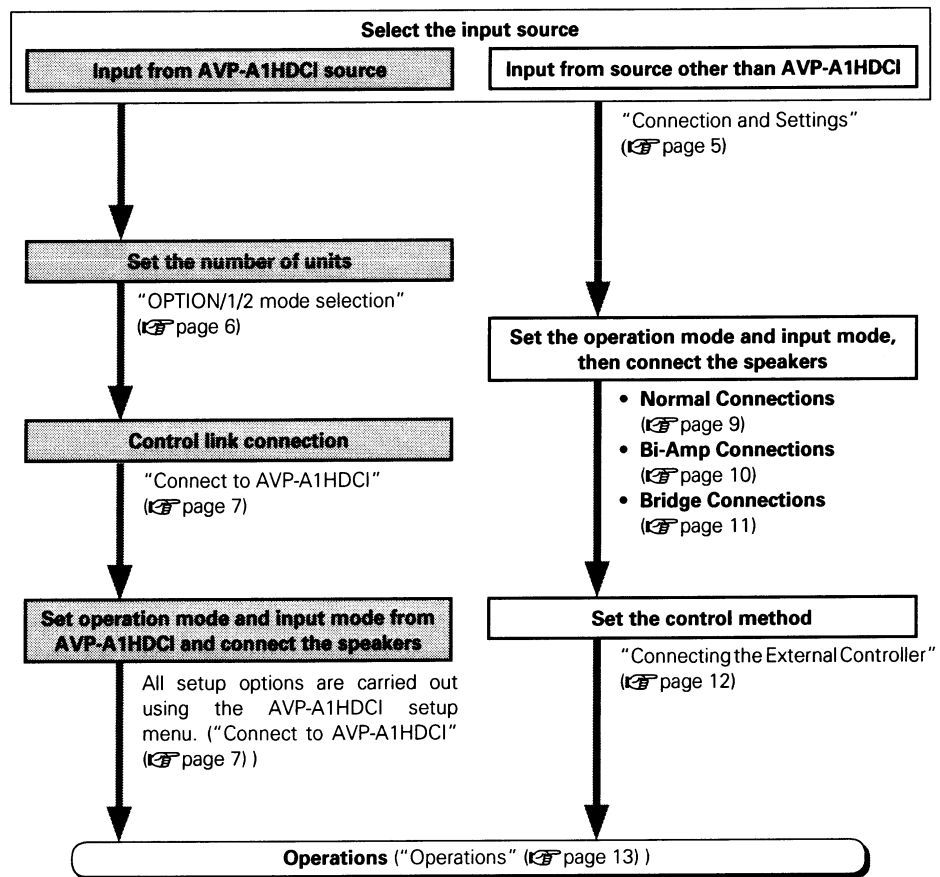 Select the input source
Input from AVP-A1HDCI source
Input from source other than AVP-A1HDCI
"Connection and Settings"
(☞ page 5)
Set the number of units
"OPTION/1/2 mode selection"
(☞ page 6)
Control link connection
"Connect to AVP-A1HDCI"
(☞ page 7)
Set operation mode and input mode from
AVP-A1HDCI and connect the speakers
All setup options are carried out
using the AVP-A1HDCI setup
menu. ("Connect to AVP-A1HDCI"
(☞ page 7) )
Set the operation mode and input mode,
then connect the speakers
• Normal Connections
(☞ page 9)
• Bi-Amp Connections
(☞ page 10)
• Bridge Connections
(☞ page 11)
Set the control method
"Connecting the External Controller"
(☞ page 12)
Operations ("Operations" (☞ page 13) )